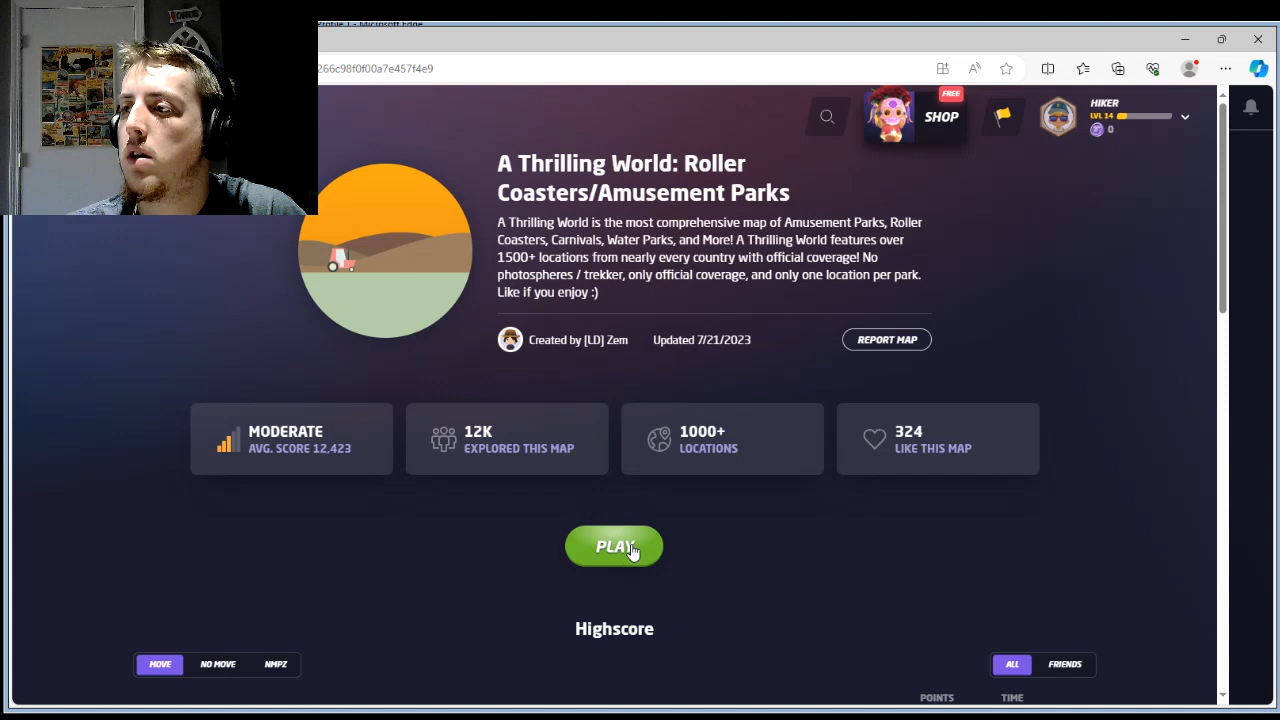 Profile 1 - Microsoft Edge
266c98f0f00a7e457f4e9
FREE
SHOP
HIKER
LVL 14
0
A Thrilling World: Roller
Coasters/Amusement Parks
A Thrilling World is the most comprehensive map of Amusement Parks, Roller
Coasters, Carnivals, Water Parks, and More! A Thrilling World features over
1500+ locations from nearly every country with official coverage! No
photospheres / trekker, only official coverage, and only one location per park.
Like if you enjoy :)
Created by [LD] Zem Updated 7/21/2023 REPORT MAP
MODERATE
AVG. SCORE 12,423
12K
EXPLORED THIS MAP
1000+
LOCATIONS
324
LIKE THIS MAP
PLAY
Highscore
MOVE NO MOVE NMPZ ALL FRIENDS
POINTS TIME